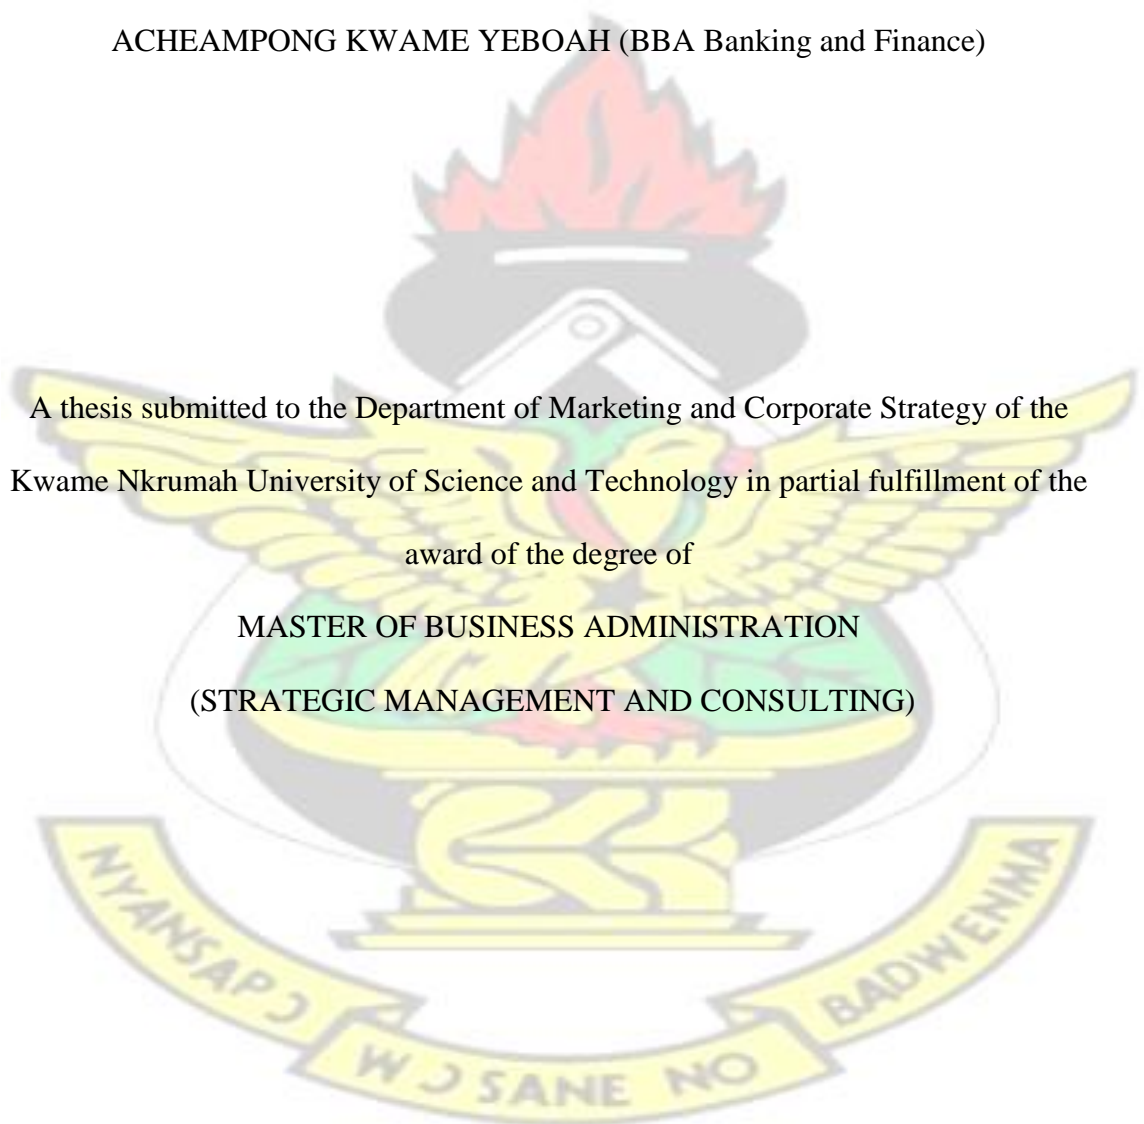 ACHEAMPONG KWAME YEBOAH (BBA Banking and Finance)
A thesis submitted to the Department of Marketing and Corporate Strategy of the
Kwame Nkrumah University of Science and Technology in partial fulfillment of the
award of the degree of
MASTER OF BUSINESS ADMINISTRATION
(STRATEGIC MANAGEMENT AND CONSULTING)
NYANSAPƆ WƆ SANE NO BADWENMA